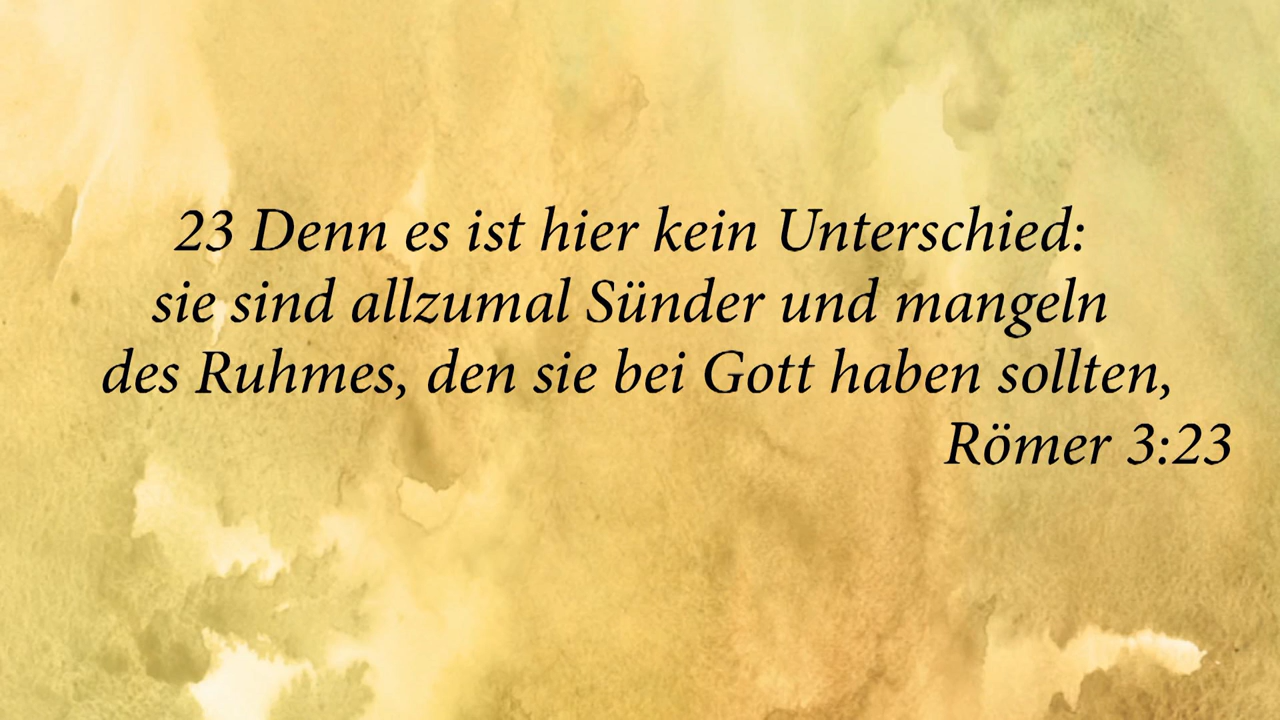 23 Denn es ist hier kein Unterschied:
sie sind allzumal Sünder und mangeln
des Ruhmes, den sie bei Gott haben sollten,
Römer 3:23